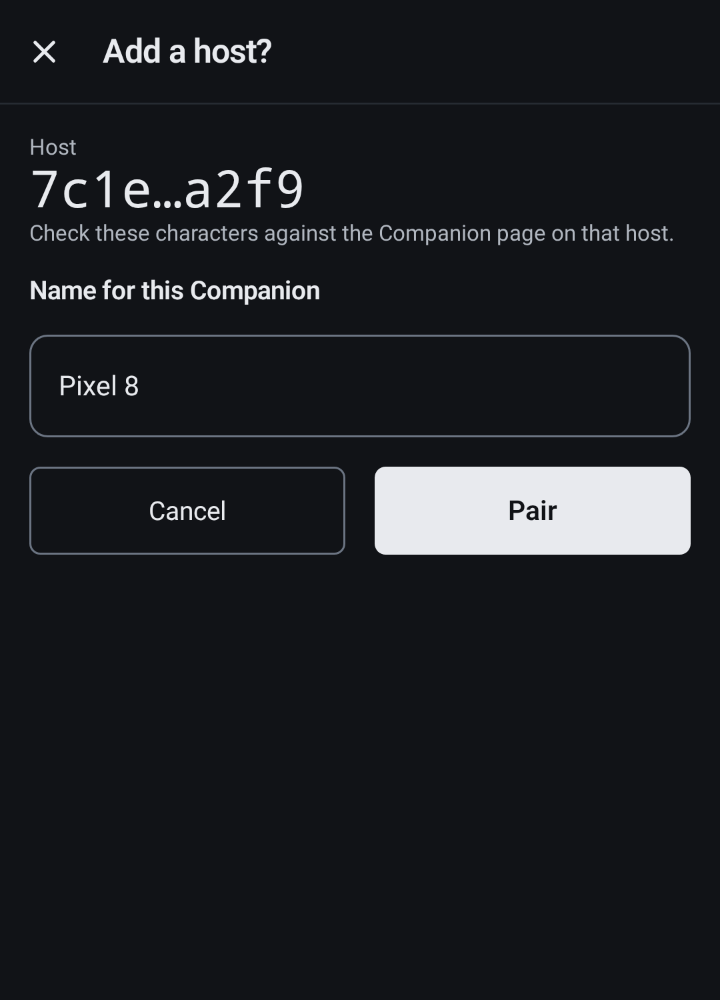 Add a host?
Host
7c1e…a2f9
Check these characters against the Companion page on that host.
Name for this Companion
Pixel 8
Cancel
Pair